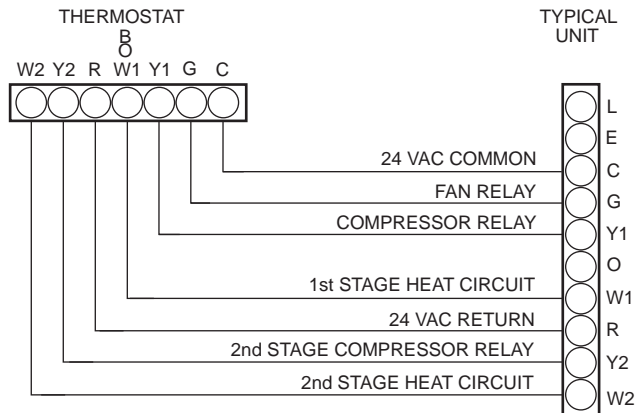 THERMOSTAT
B
O
W2 Y2 R W1 Y1 G C
TYPICAL
UNIT
L
E
24 VAC COMMON C
FAN RELAY G
COMPRESSOR RELAY Y1
O
1st STAGE HEAT CIRCUIT W1
24 VAC RETURN R
2nd STAGE COMPRESSOR RELAY Y2
2nd STAGE HEAT CIRCUIT W2